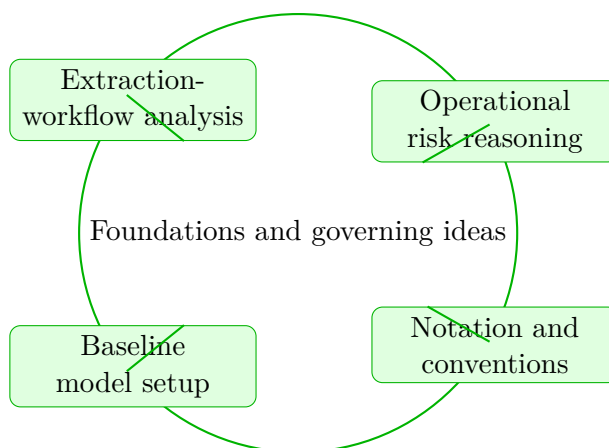 Extraction-
workflow analysis
Operational
risk reasoning
Foundations and governing ideas
Baseline
model setup
Notation and
conventions